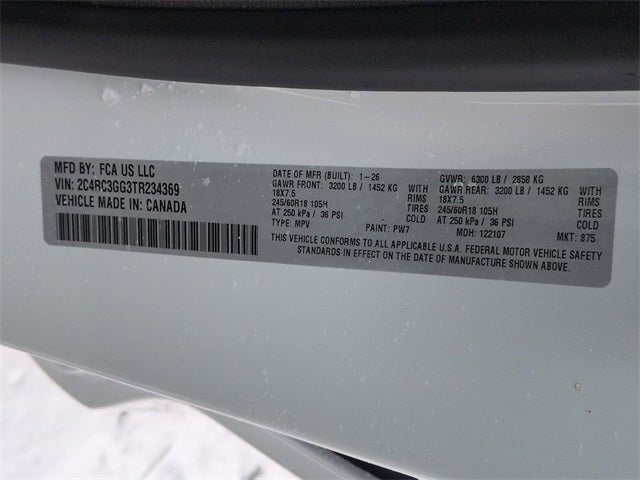 MFD BY: FCA US LLC
VIN: 2C4RC3GG3TR234369
VEHICLE MADE IN: CANADA
DATE OF MFR (BUILT): 1-26
GAWR FRONT: 3200 LB / 1452 KG WITH
18X7.5 RIMS
245/60R18 105H TIRES
AT 250 kPa / 36 PSI COLD
TYPE: MPV PAINT: PW7
GVWR: 6300 LB / 2858 KG
GAWR REAR: 3200 LB / 1452 KG WITH
18X7.5 RIMS
245/60R18 105H TIRES
AT 250 kPa / 36 PSI COLD
MDH: 122107 MKT: 875
THIS VEHICLE CONFORMS TO ALL APPLICABLE U.S.A. FEDERAL MOTOR VEHICLE SAFETY
STANDARDS IN EFFECT ON THE DATE OF MANUFACTURE SHOWN ABOVE.